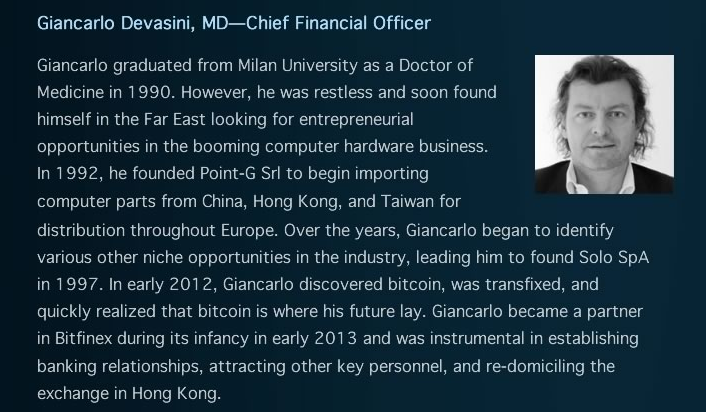 Giancarlo Devasini, MD—Chief Financial Officer
Giancarlo graduated from Milan University as a Doctor of
Medicine in 1990. However, he was restless and soon found
himself in the Far East looking for entrepreneurial
opportunities in the booming computer hardware business.
In 1992, he founded Point-G Srl to begin importing
computer parts from China, Hong Kong, and Taiwan for
distribution throughout Europe. Over the years, Giancarlo began to identify
various other niche opportunities in the industry, leading him to found Solo SpA
in 1997. In early 2012, Giancarlo discovered bitcoin, was transfixed, and
quickly realized that bitcoin is where his future lay. Giancarlo became a partner
in Bitfinex during its infancy in early 2013 and was instrumental in establishing
banking relationships, attracting other key personnel, and re-domiciling the
exchange in Hong Kong.